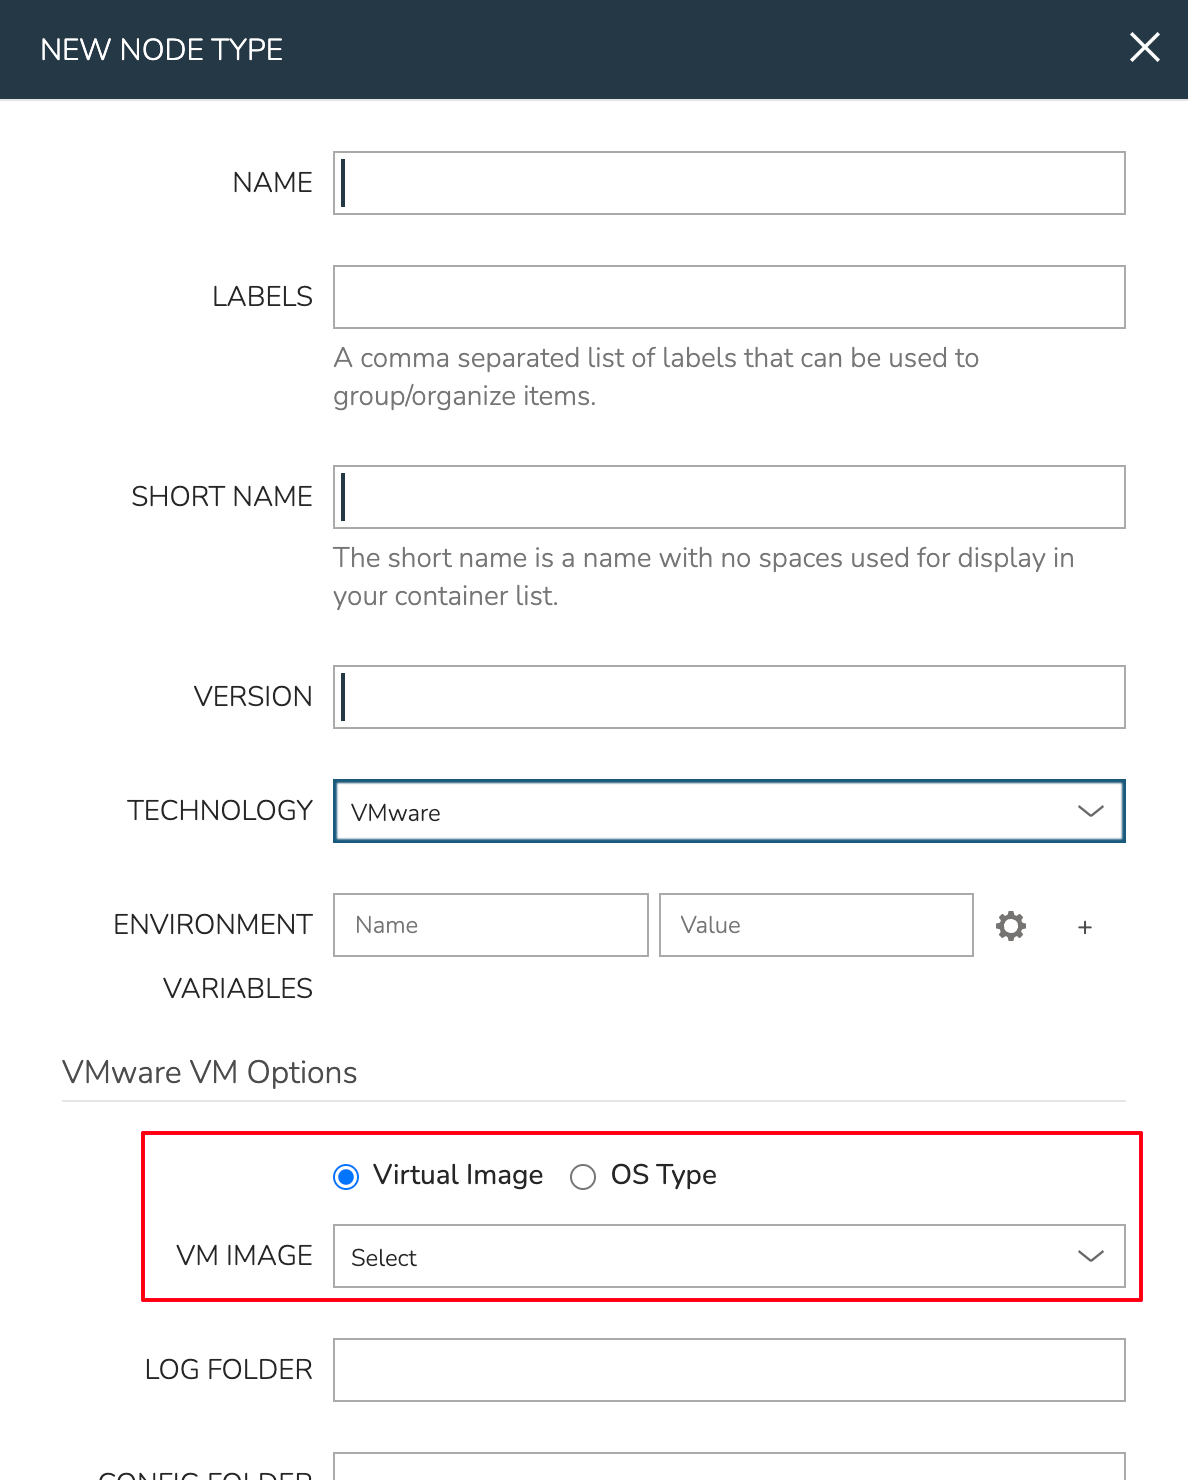 NEW NODE TYPE
NAME
LABELS
A comma separated list of labels that can be used to
group/organize items.
SHORT NAME
The short name is a name with no spaces used for display in
your container list.
VERSION
TECHNOLOGY VMware
ENVIRONMENT Name Value +
VARIABLES
VMware VM Options
Virtual Image OS Type
VM IMAGE Select
LOG FOLDER
CONFIG FOLDER